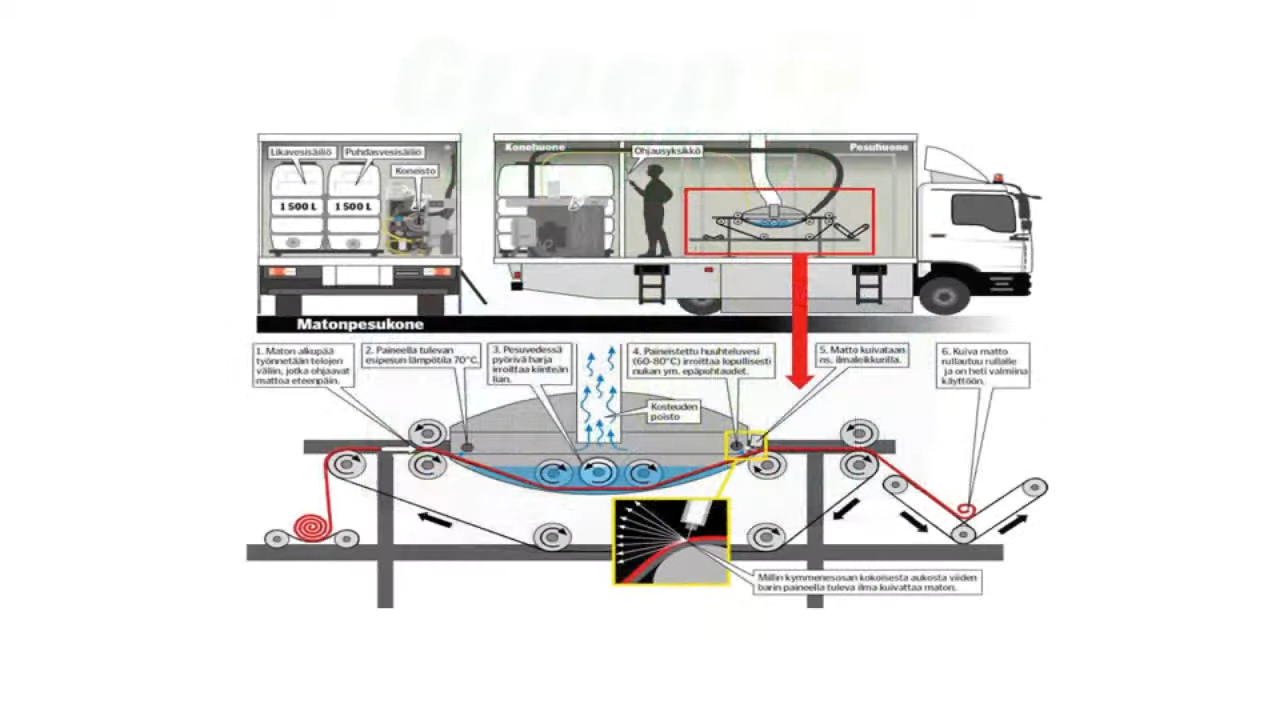 Green
Likavesisäiliö
Puhdasvesisäiliö
Koneisto
1 500 L
1 500 L
Konehuone
Ohjausyksikkö
Pesuhuone
Matonpesukone
1. Maton alkupää
työnnetään telojen
väliin, jotka ohjaavat
mattoa eteenpäin.
2. Paineella tulevan
esipesun lämpötila 70°C.
3. Pesuvedessä
pyörivä harja
irroittaa kiinteän
lian.
4. Paineistettu huuhteluvesi
(60-80°C) irroittaa lopullisesti
nukan ym. epäpuhtaudet.
5. Matto kuivataan
ns. ilmaleikkurilla.
6. Kuiva matto
rullautuu rullalle
ja on heti valmiina
käyttöön.
Kosteuden
poisto
Millin kymmenesosan kokoisesta aukosta viiden
barin paineella tuleva ilma kuivattaa maton.